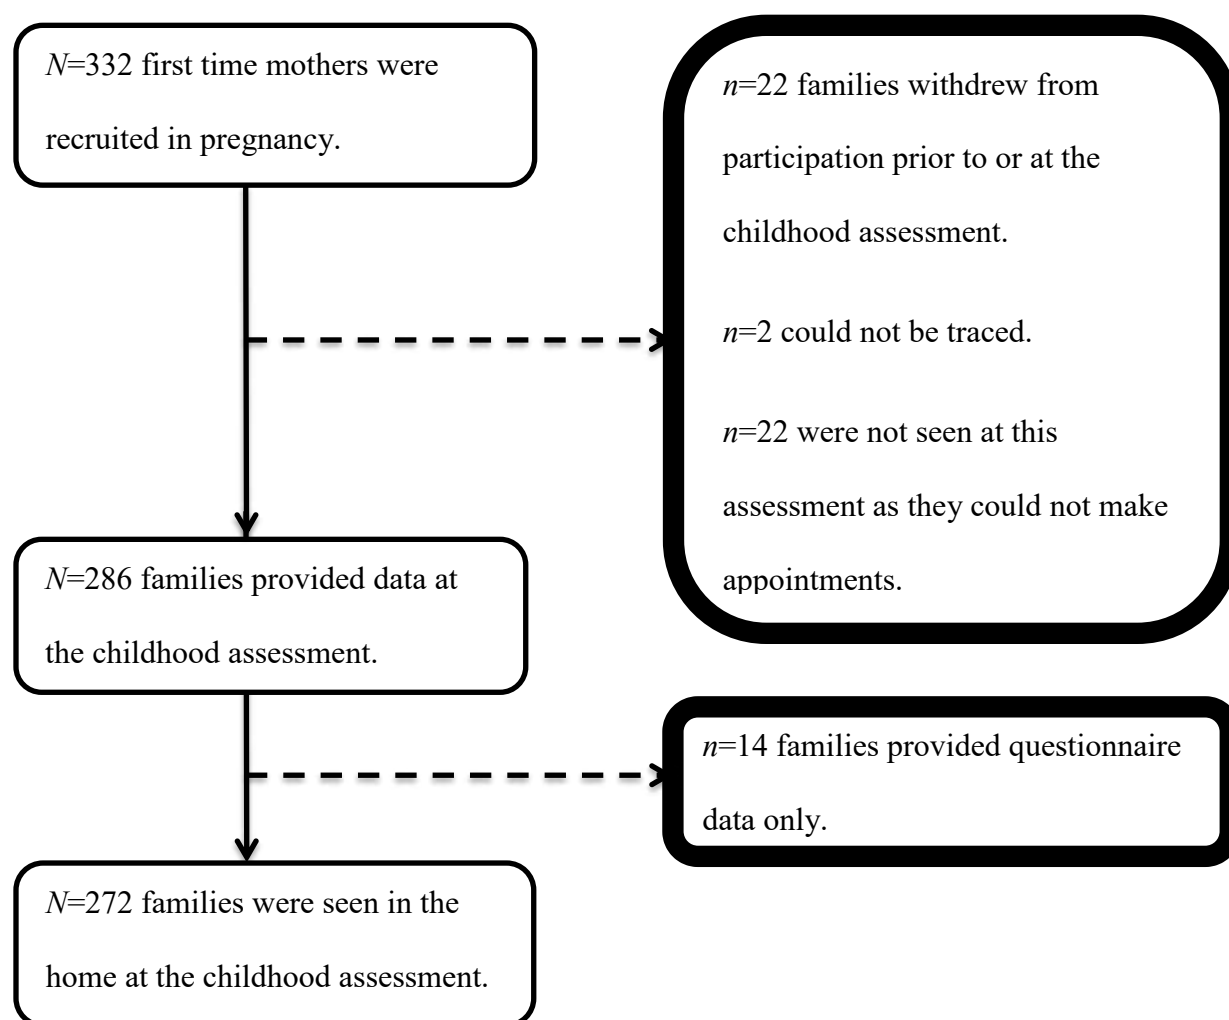 N=332 first time mothers were
recruited in pregnancy.
n=22 families withdrew from
participation prior to or at the
childhood assessment.
n=2 could not be traced.
n=22 were not seen at this
assessment as they could not make
appointments.
N=286 families provided data at
the childhood assessment.
n=14 families provided questionnaire
data only.
N=272 families were seen in the
home at the childhood assessment.